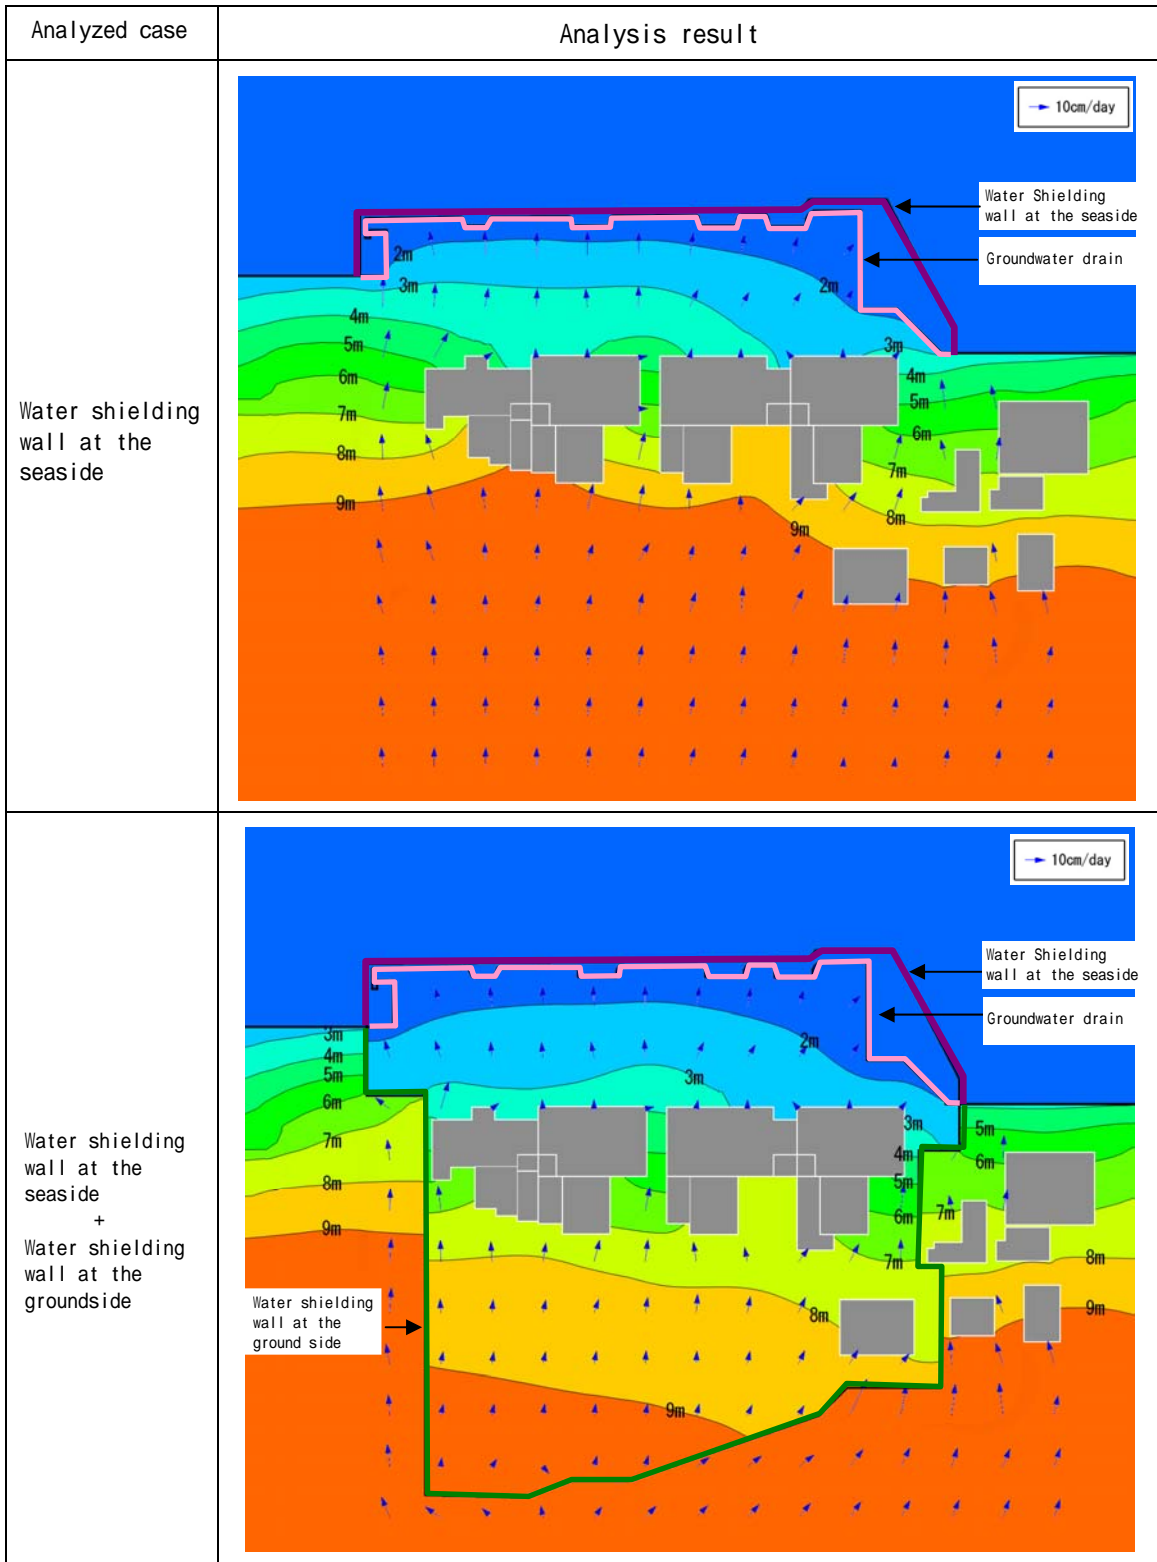 Analyzed case
Analysis result
Water shielding
wall at the
seaside
10cm/day
Water Shielding
wall at the seaside
Groundwater drain
2m
3m
4m
5m
6m
7m
8m
9m
2m
3m
4m
5m
6m
7m
8m
9m
Water shielding
wall at the
seaside
+
Water shielding
wall at the
groundside
10cm/day
Water Shielding
wall at the seaside
Groundwater drain
3m
4m
5m
6m
7m
8m
9m
2m
3m
3m
4m
5m
6m
7m
8m
9m
5m
6m
7m
8m
9m
Water shielding
wall at the
ground side